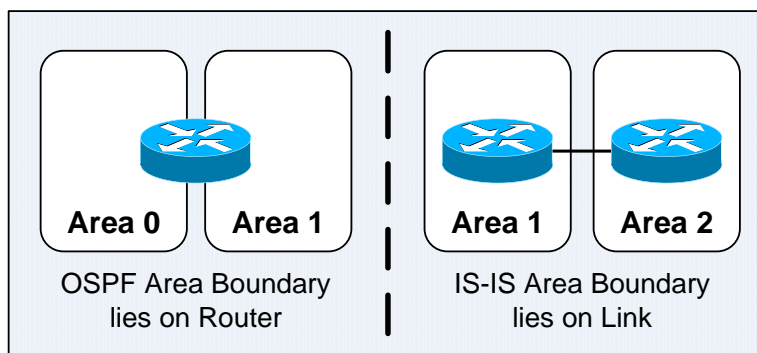 Area 0
Area 1
OSPF Area Boundary
lies on Router
Area 1
Area 2
IS-IS Area Boundary
lies on Link